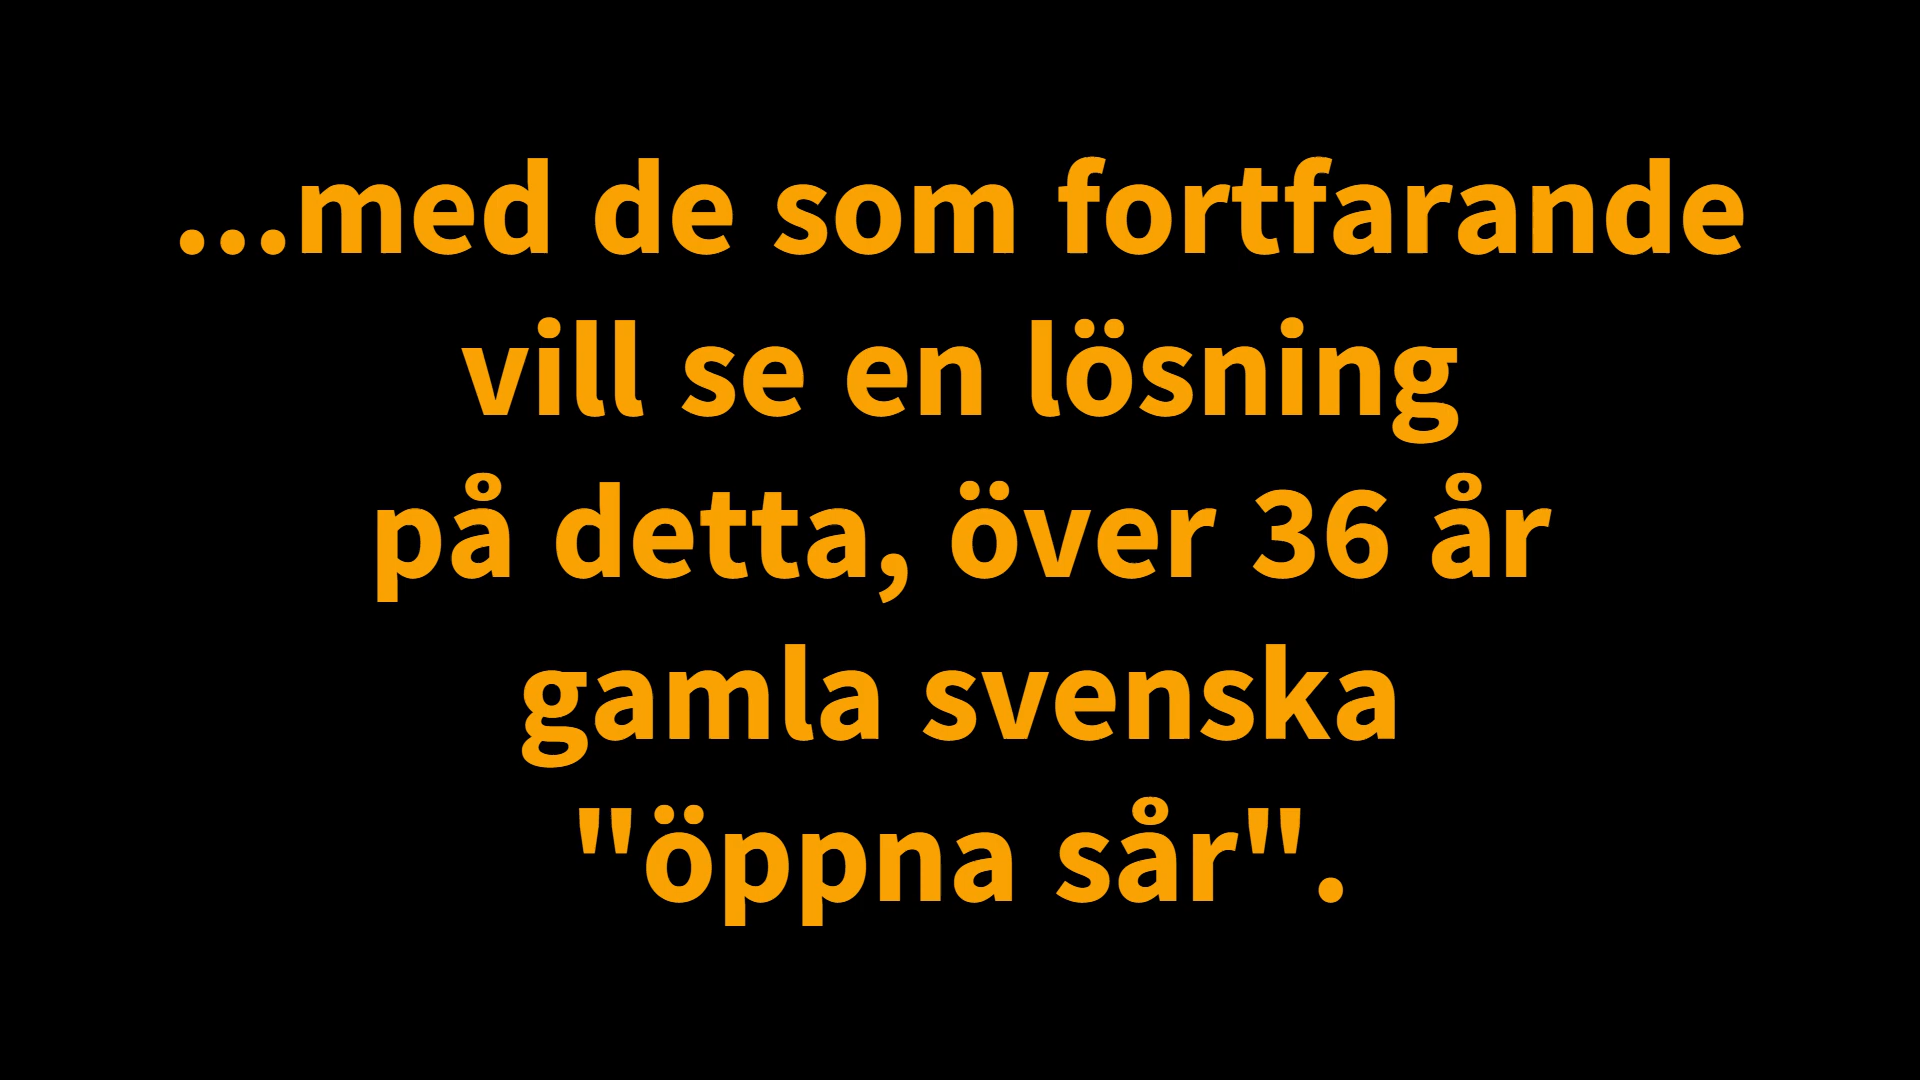 ...med de som fortfarande
vill se en lösning
på detta, över 36 år
gamla svenska
"öppna sår".